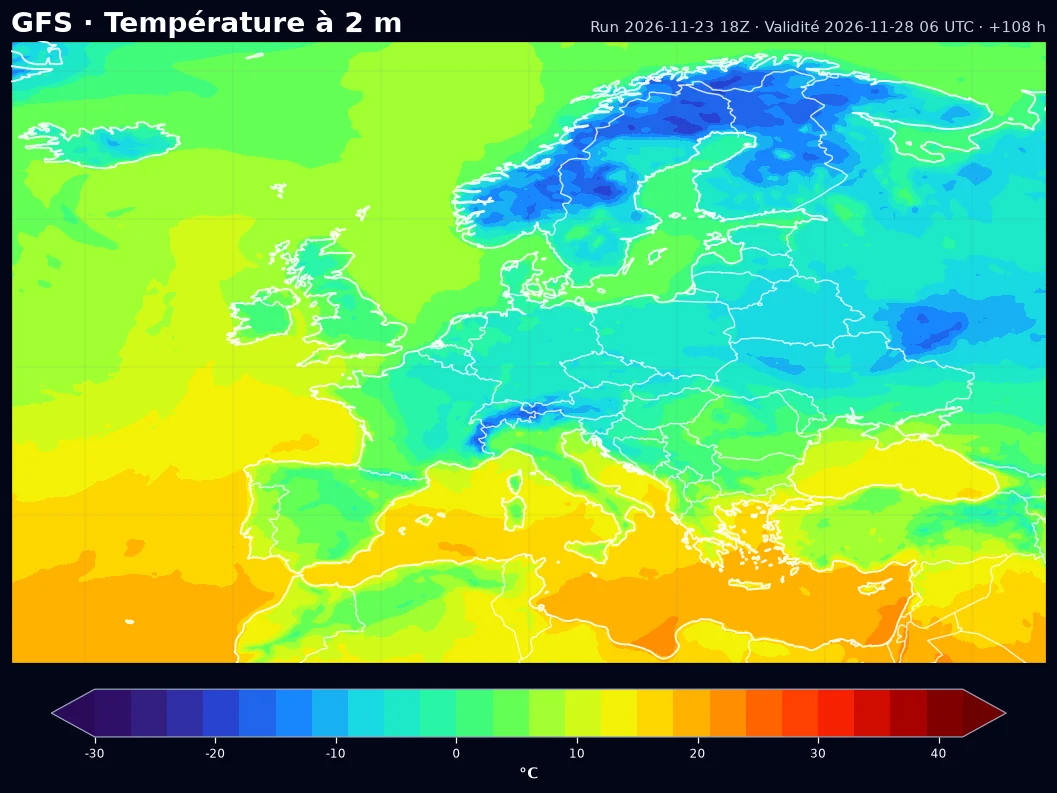 GFS · Température à 2 m
Run 2026-11-23 18Z · Validité 2026-11-28 06 UTC · +108 h
-30 -20 -10 0 10 20 30 40
°C